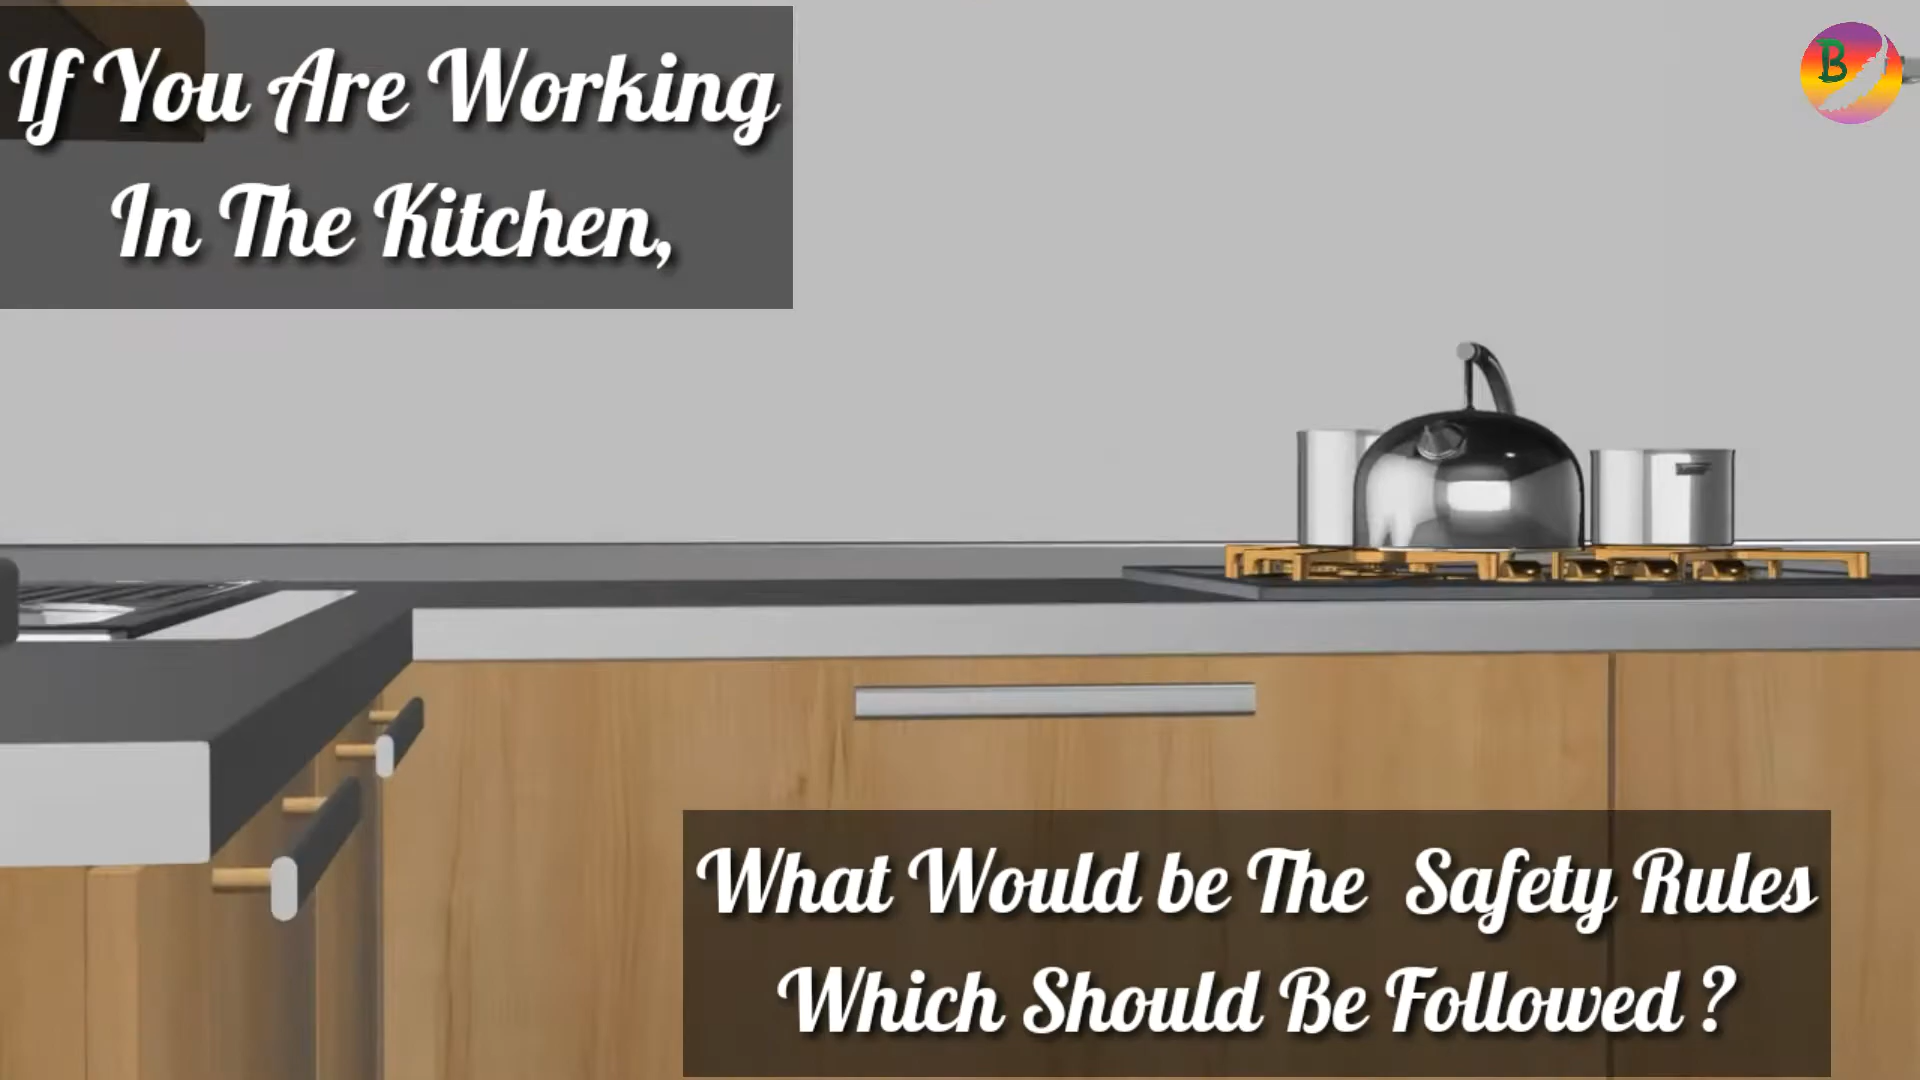 If You Are Working
In The Kitchen,
B
What Would be The Safety Rules
Which Should Be Followed ?